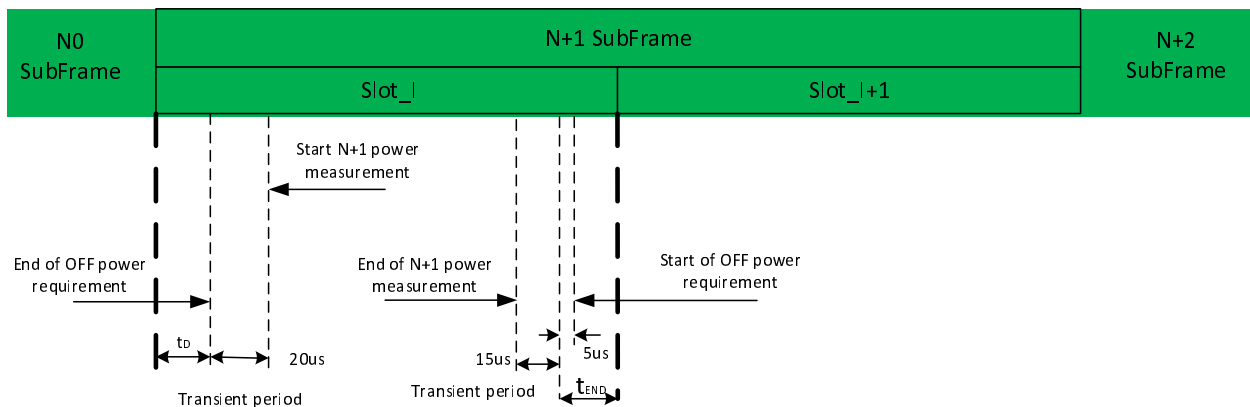 N0
SubFrame
N+1 SubFrame
N+2
SubFrame
Slot_I
Slot_I+1
Start N+1 power
measurement
End of OFF power
requirement
End of N+1 power
measurement
Start of OFF power
requirement
tD
20us
15us
5us
Transient period
Transient period
tEND